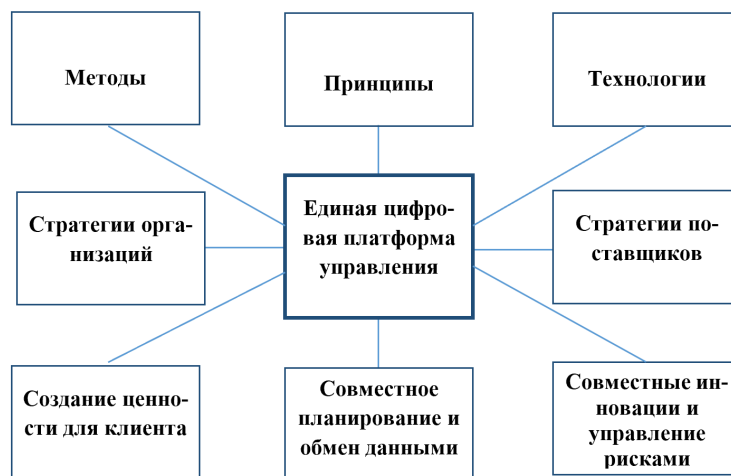 Методы
Принципы
Технологии
Стратегии орга-
низаций
Единая цифро-
вая платформа
управления
Стратегии по-
ставщиков
Создание ценно-
сти для клиента
Совместное
планирование и
обмен данными
Совместные ин-
новации и
управление
рисками